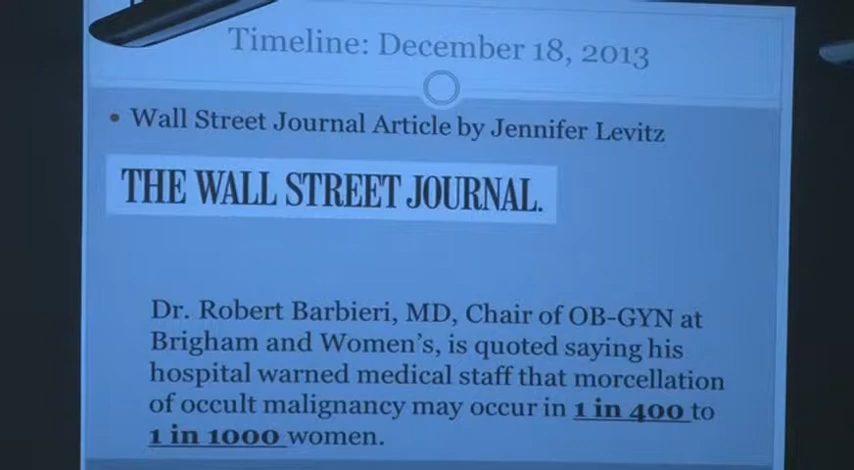 Timeline: December 18, 2013
• Wall Street Journal Article by Jennifer Levitz
THE WALL STREET JOURNAL.
Dr. Robert Barbieri, MD, Chair of OB-GYN at
Brigham and Women's, is quoted saying his
hospital warned medical staff that morcellation
of occult malignancy may occur in 1 in 400 to
1 in 1000 women.